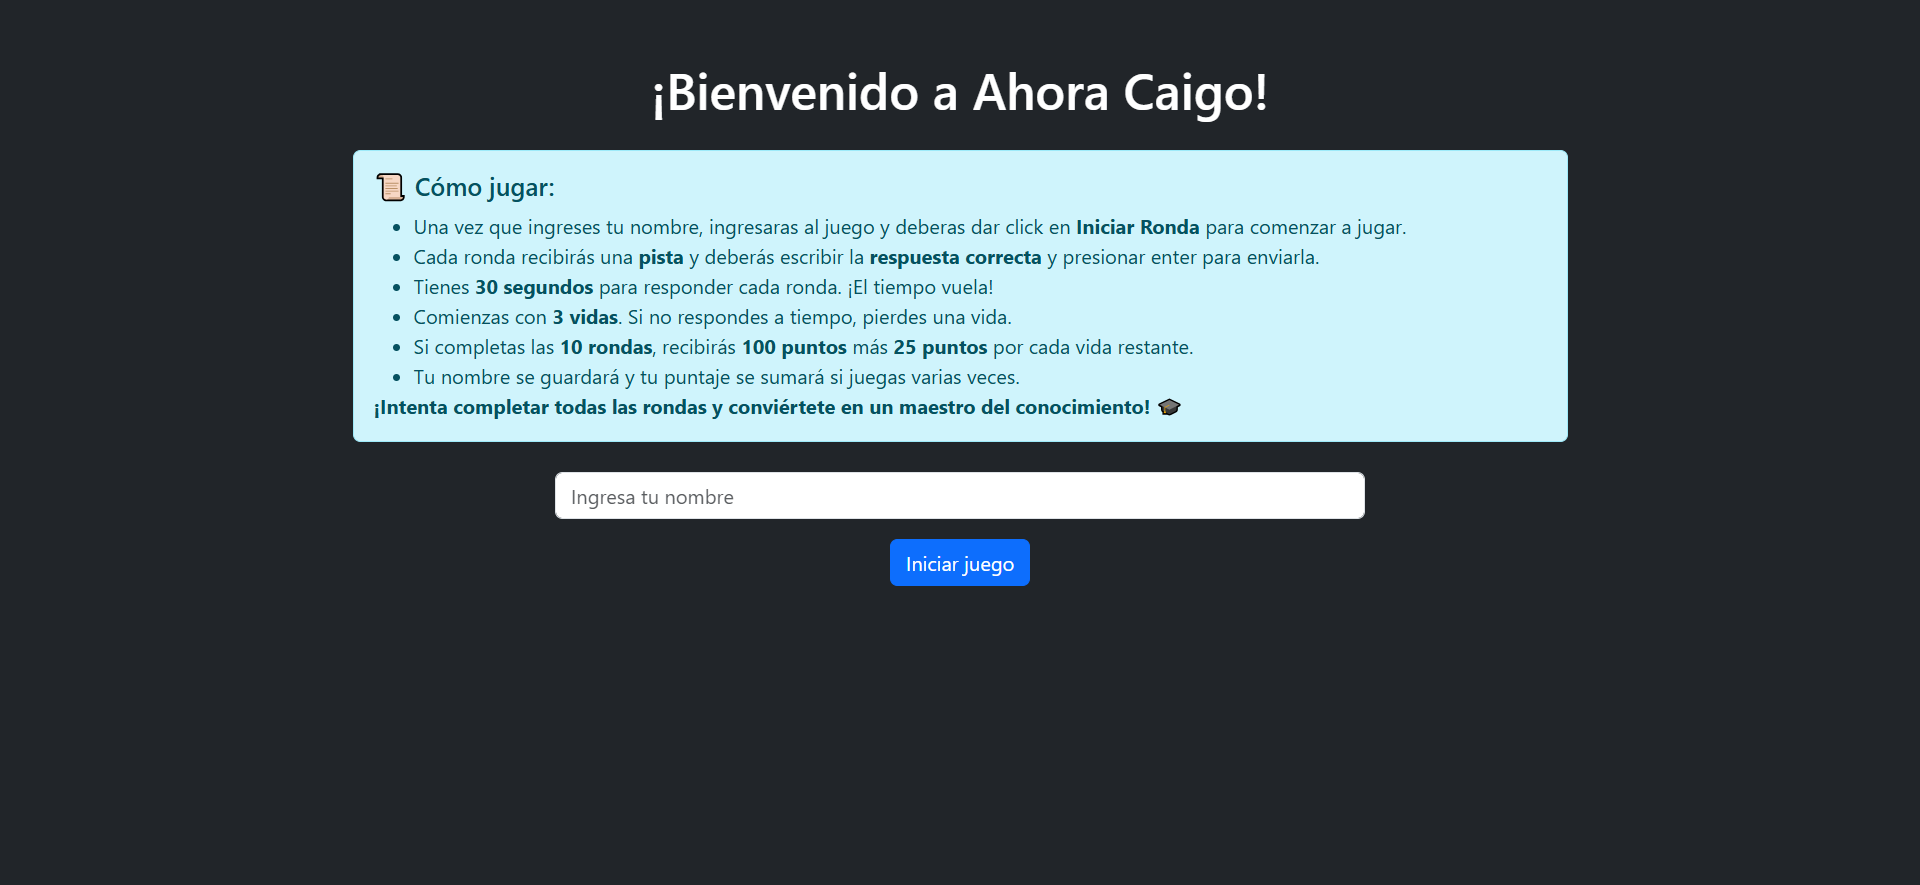 ¡Bienvenido a Ahora Caigo!
Cómo jugar:
Una vez que ingreses tu nombre, ingresaras al juego y deberas dar click en Iniciar Ronda para comenzar a jugar.
Cada ronda recibirás una pista y deberás escribir la respuesta correcta y presionar enter para enviarla.
Tienes 30 segundos para responder cada ronda. ¡El tiempo vuela!
Comienzas con 3 vidas. Si no respondes a tiempo, pierdes una vida.
Si completas las 10 rondas, recibirás 100 puntos más 25 puntos por cada vida restante.
Tu nombre se guardará y tu puntaje se sumará si juegas varias veces.
¡Intenta completar todas las rondas y conviértete en un maestro del conocimiento!
Ingresa tu nombre
Iniciar juego